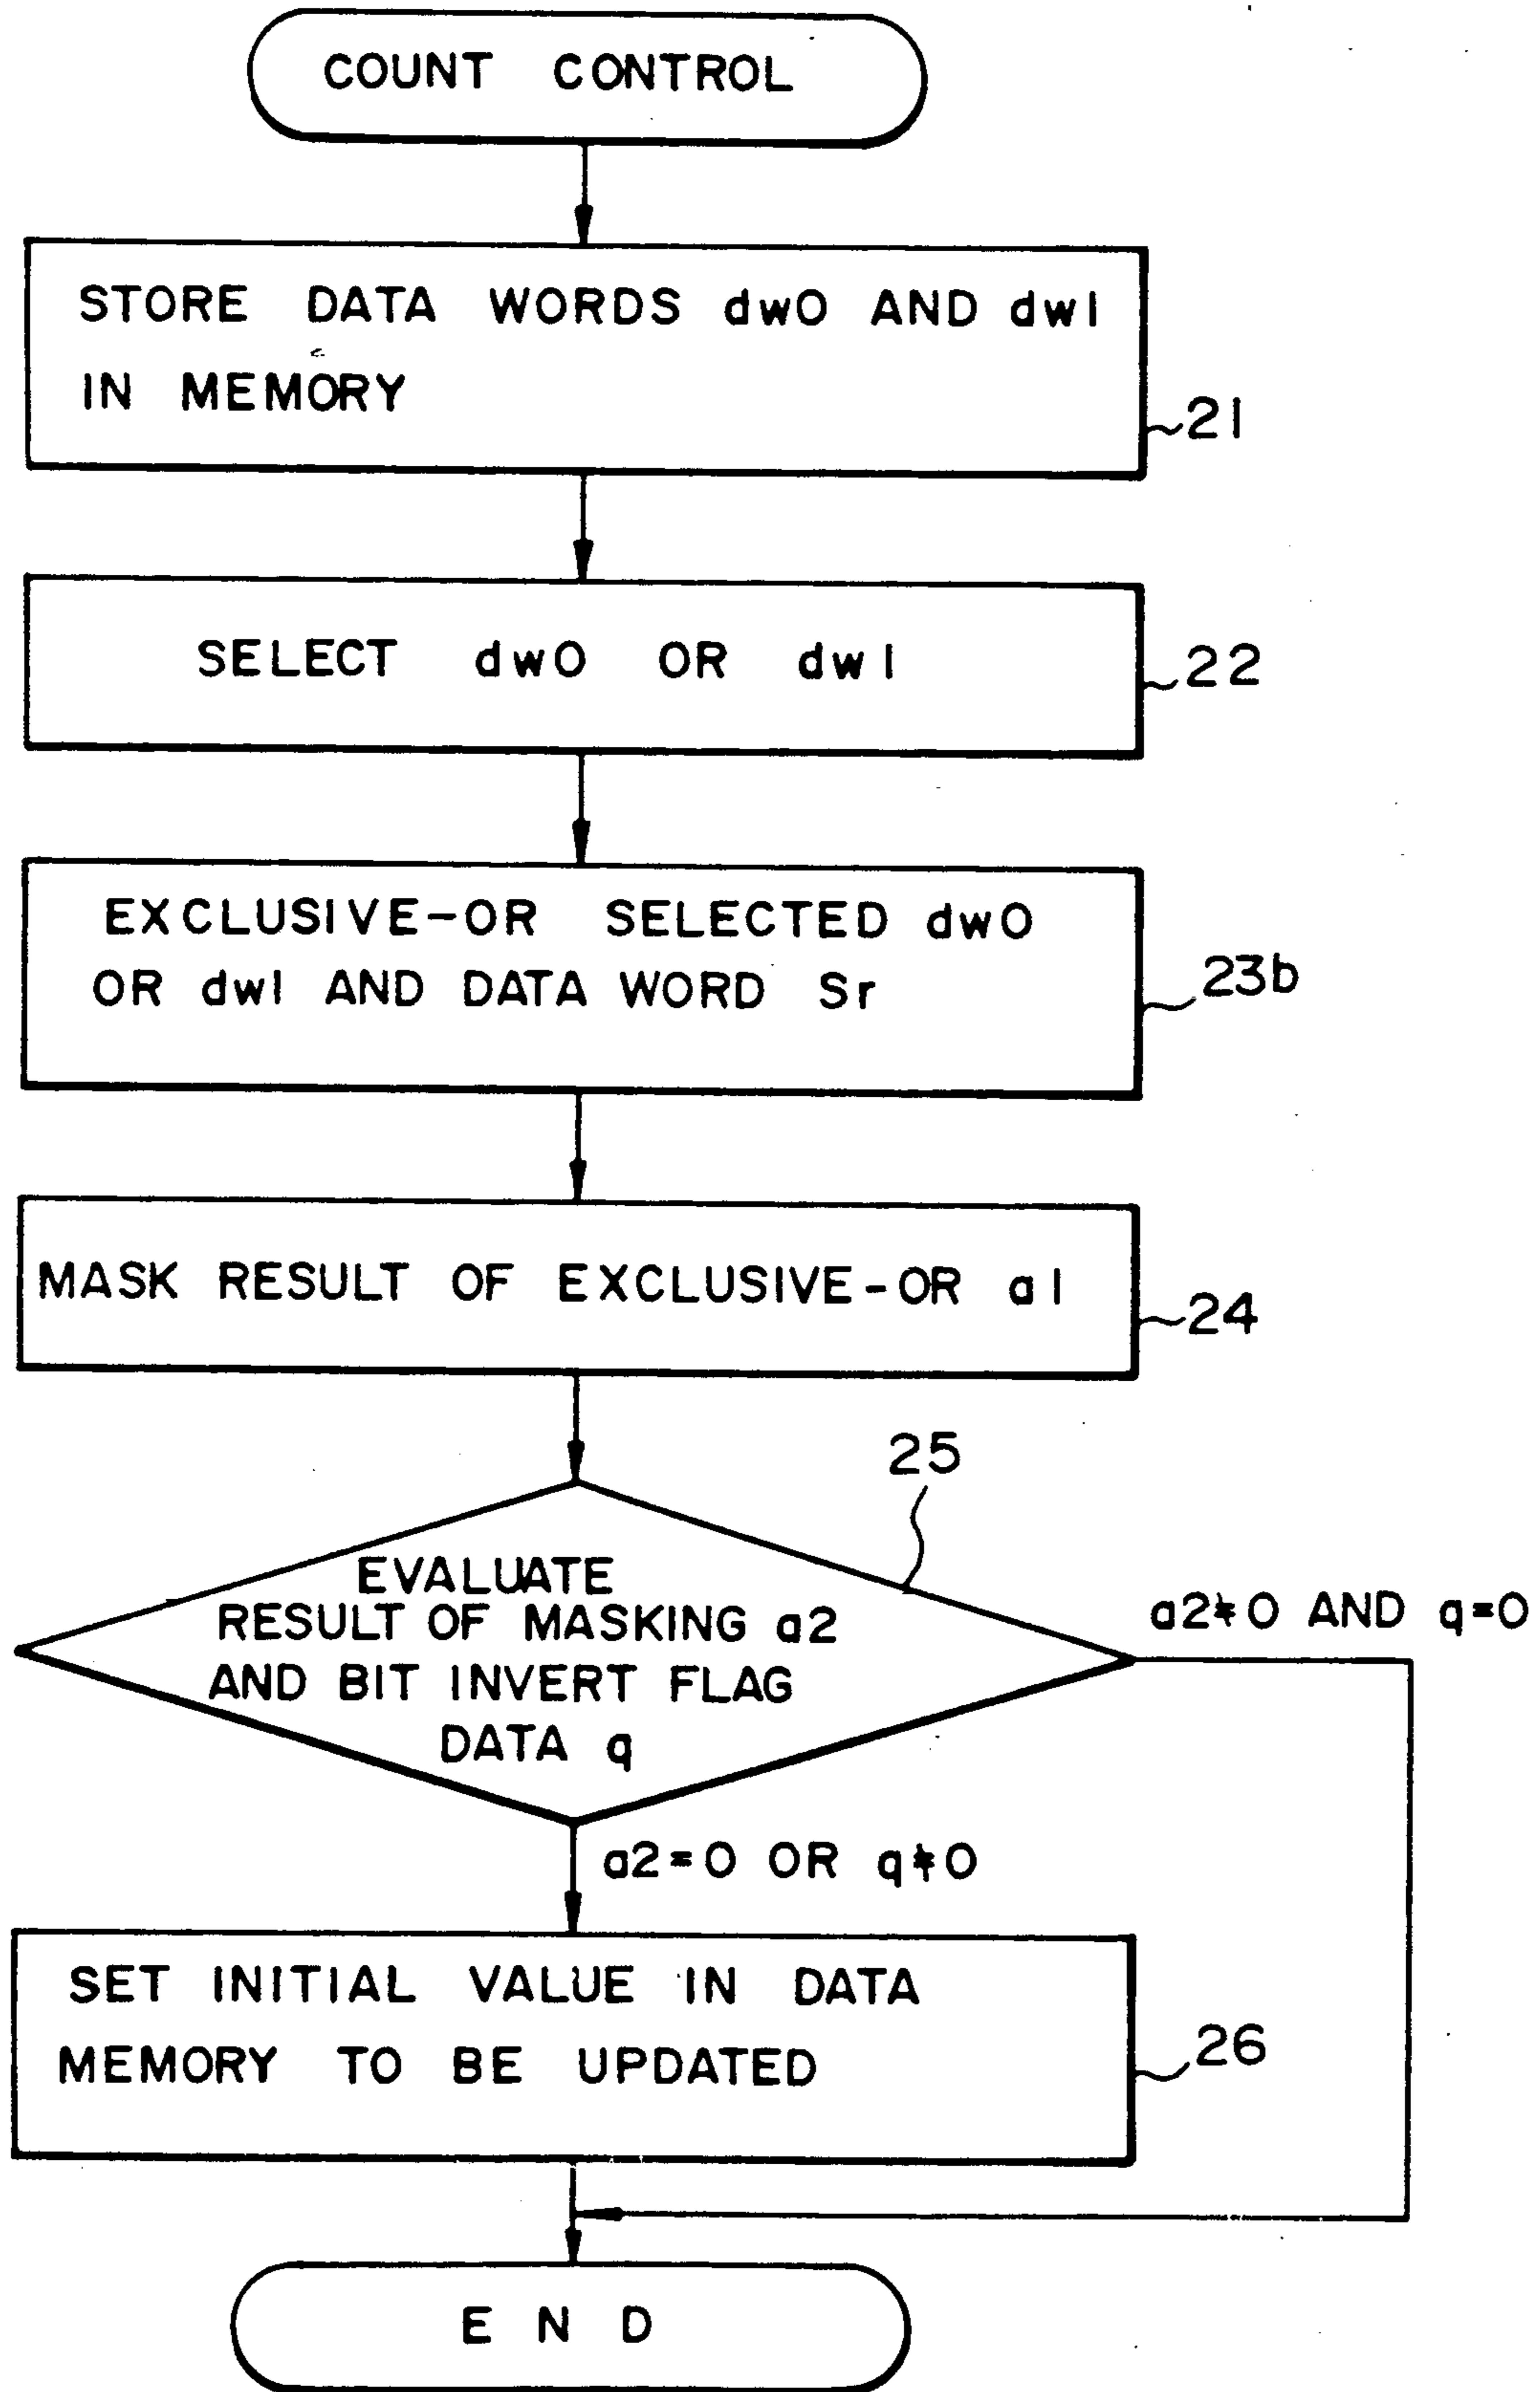 COUNT CONTROL
STORE DATA WORDS dw0 AND dw1
IN MEMORY
21
SELECT dw0 OR dw1
22
EXCLUSIVE-OR SELECTED dw0
OR dw1 AND DATA WORD Sr
23b
MASK RESULT OF EXCLUSIVE-OR a1
24
25
EVALUATE
RESULT OF MASKING a2
AND BIT INVERT FLAG
DATA q
a2≠0 AND q=0
a2=0 OR q≠0
SET INITIAL VALUE IN DATA
MEMORY TO BE UPDATED
26
END